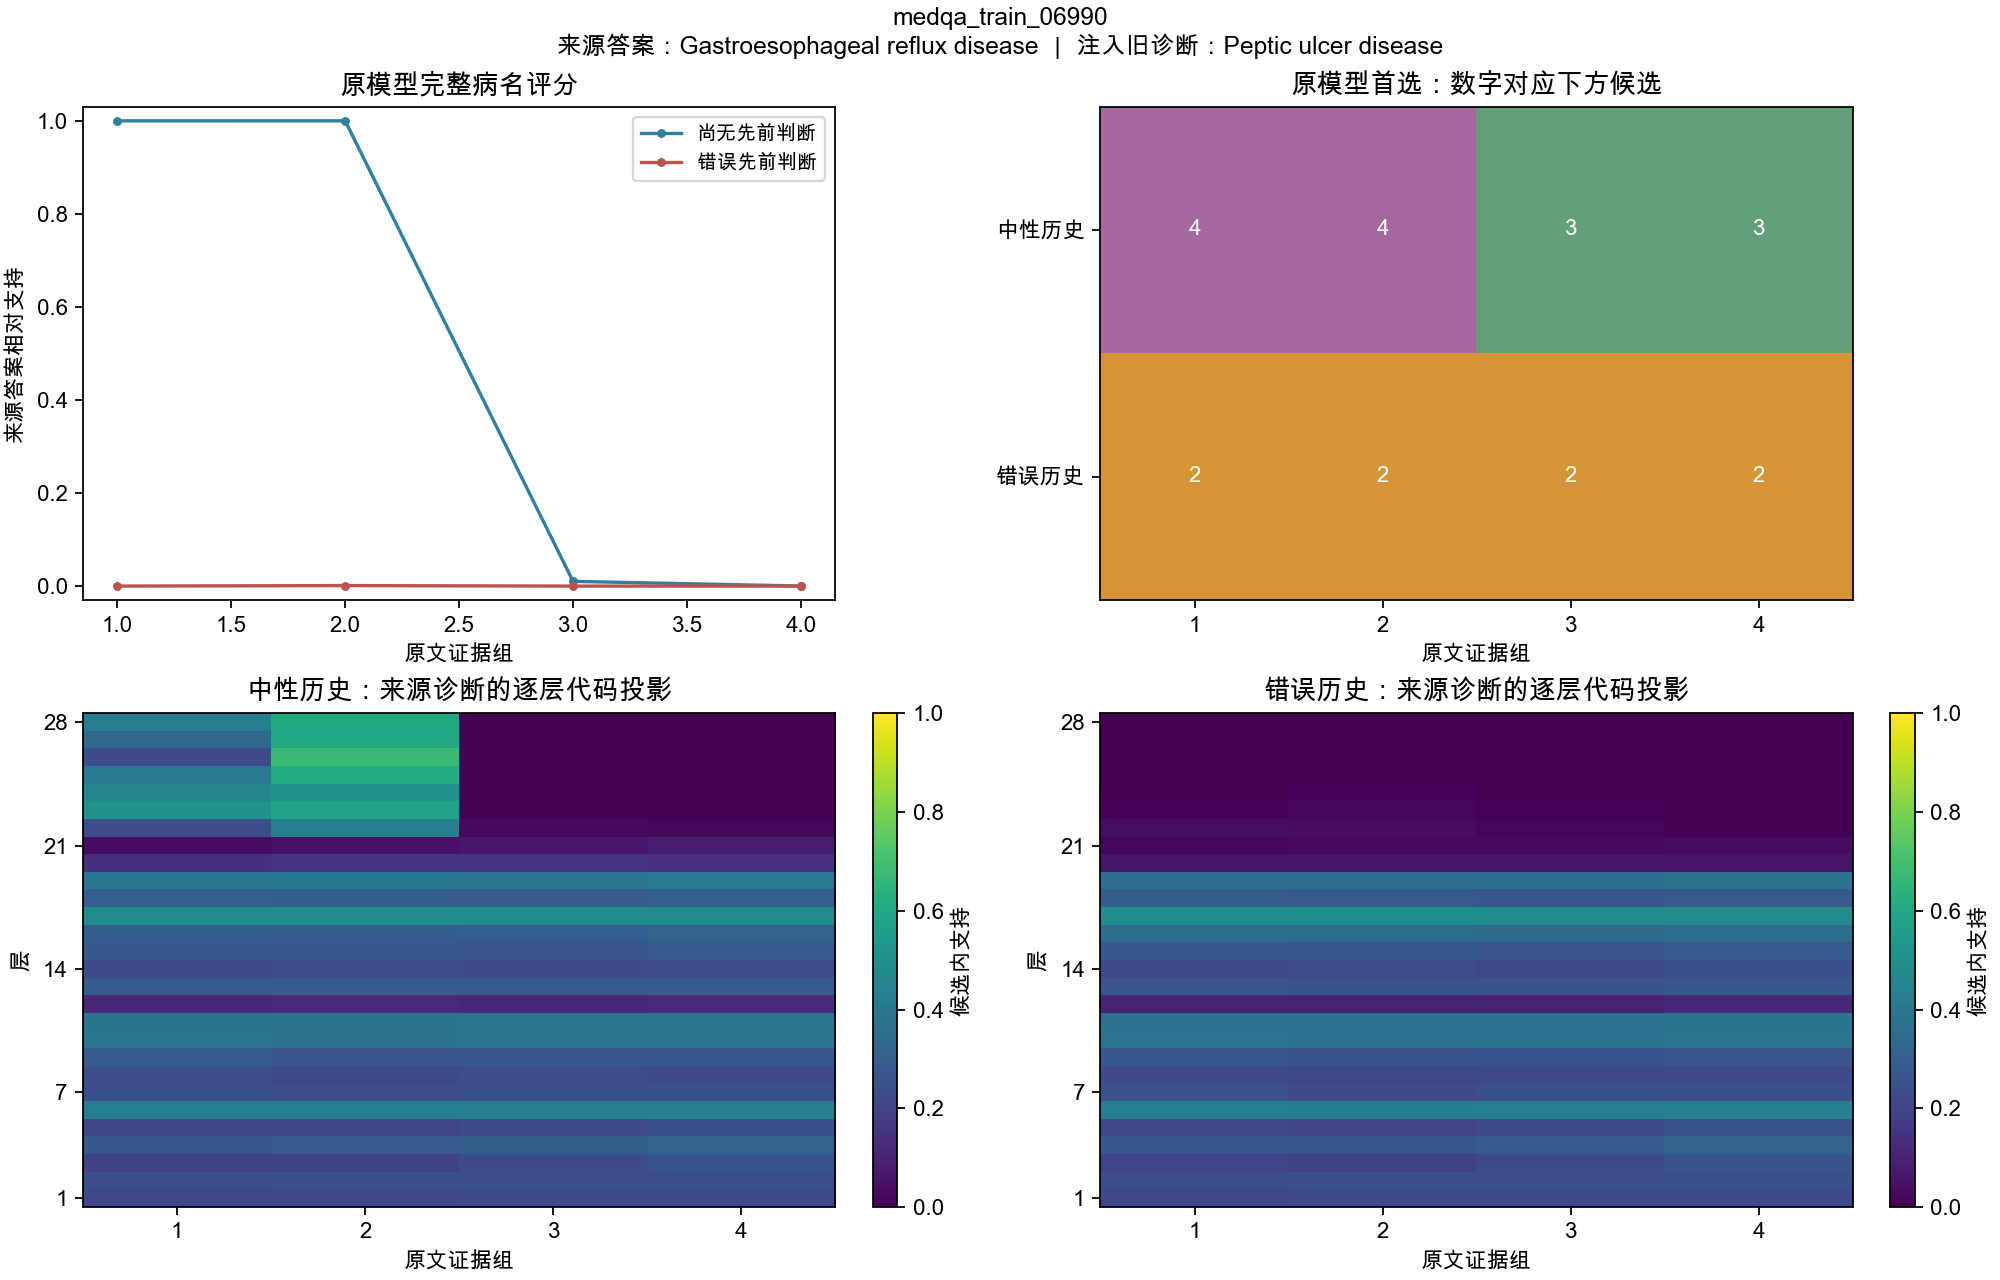 medqa_train_06990
来源答案：Gastroesophageal reflux disease | 注入旧诊断：Peptic ulcer disease
原模型完整病名评分
1.0
0.8
0.6
0.4
0.2
0.0
来源答案相对支持
尚无先前判断
错误先前判断
1.0 1.5 2.0 2.5 3.0 3.5 4.0
原文证据组
原模型首选：数字对应下方候选
中性历史
4 4 3 3
错误历史
2 2 2 2
1 2 3 4
原文证据组
中性历史：来源诊断的逐层代码投影
28
21
14
7
1
层
1 2 3 4
原文证据组
1.0
0.8
0.6
0.4
0.2
0.0
候选内支持
错误历史：来源诊断的逐层代码投影
28
21
14
7
1
层
1 2 3 4
原文证据组
1.0
0.8
0.6
0.4
0.2
0.0
候选内支持